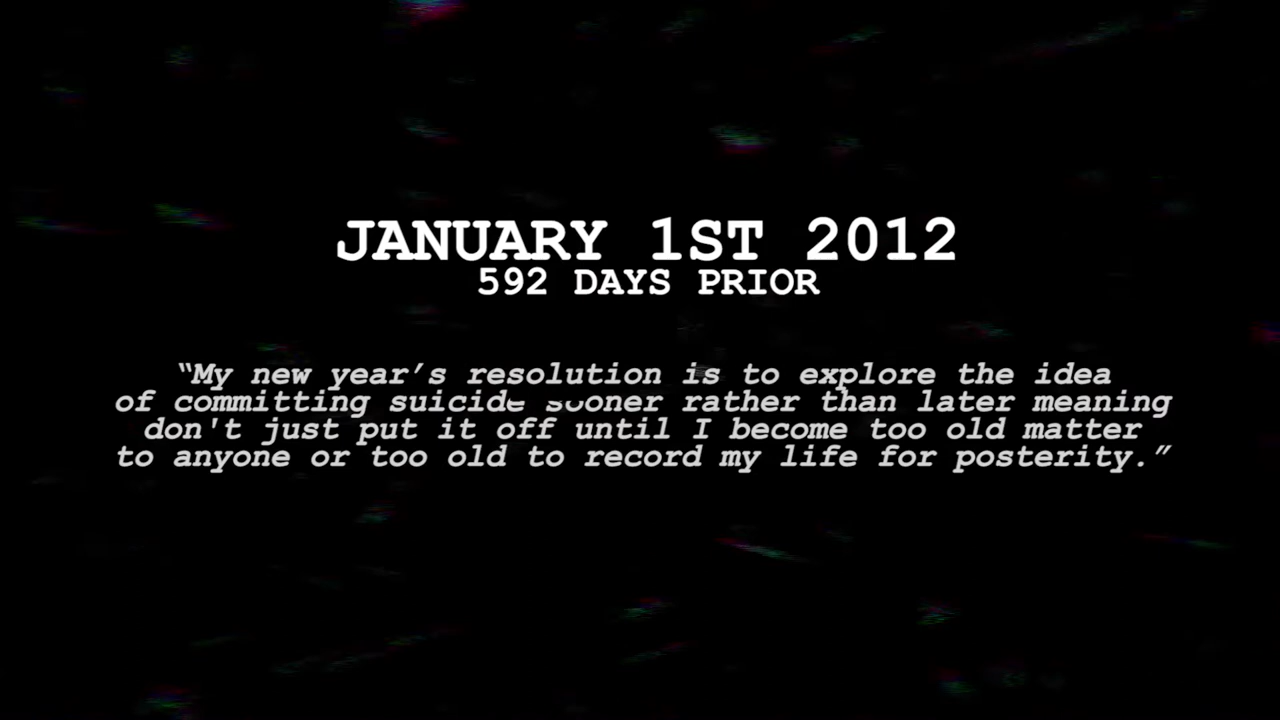 JANUARY 1ST 2012
592 DAYS PRIOR
“My new year’s resolution is to explore the idea
of committing suicide sooner rather than later meaning
don't just put it off until I become too old matter
to anyone or too old to record my life for posterity.”